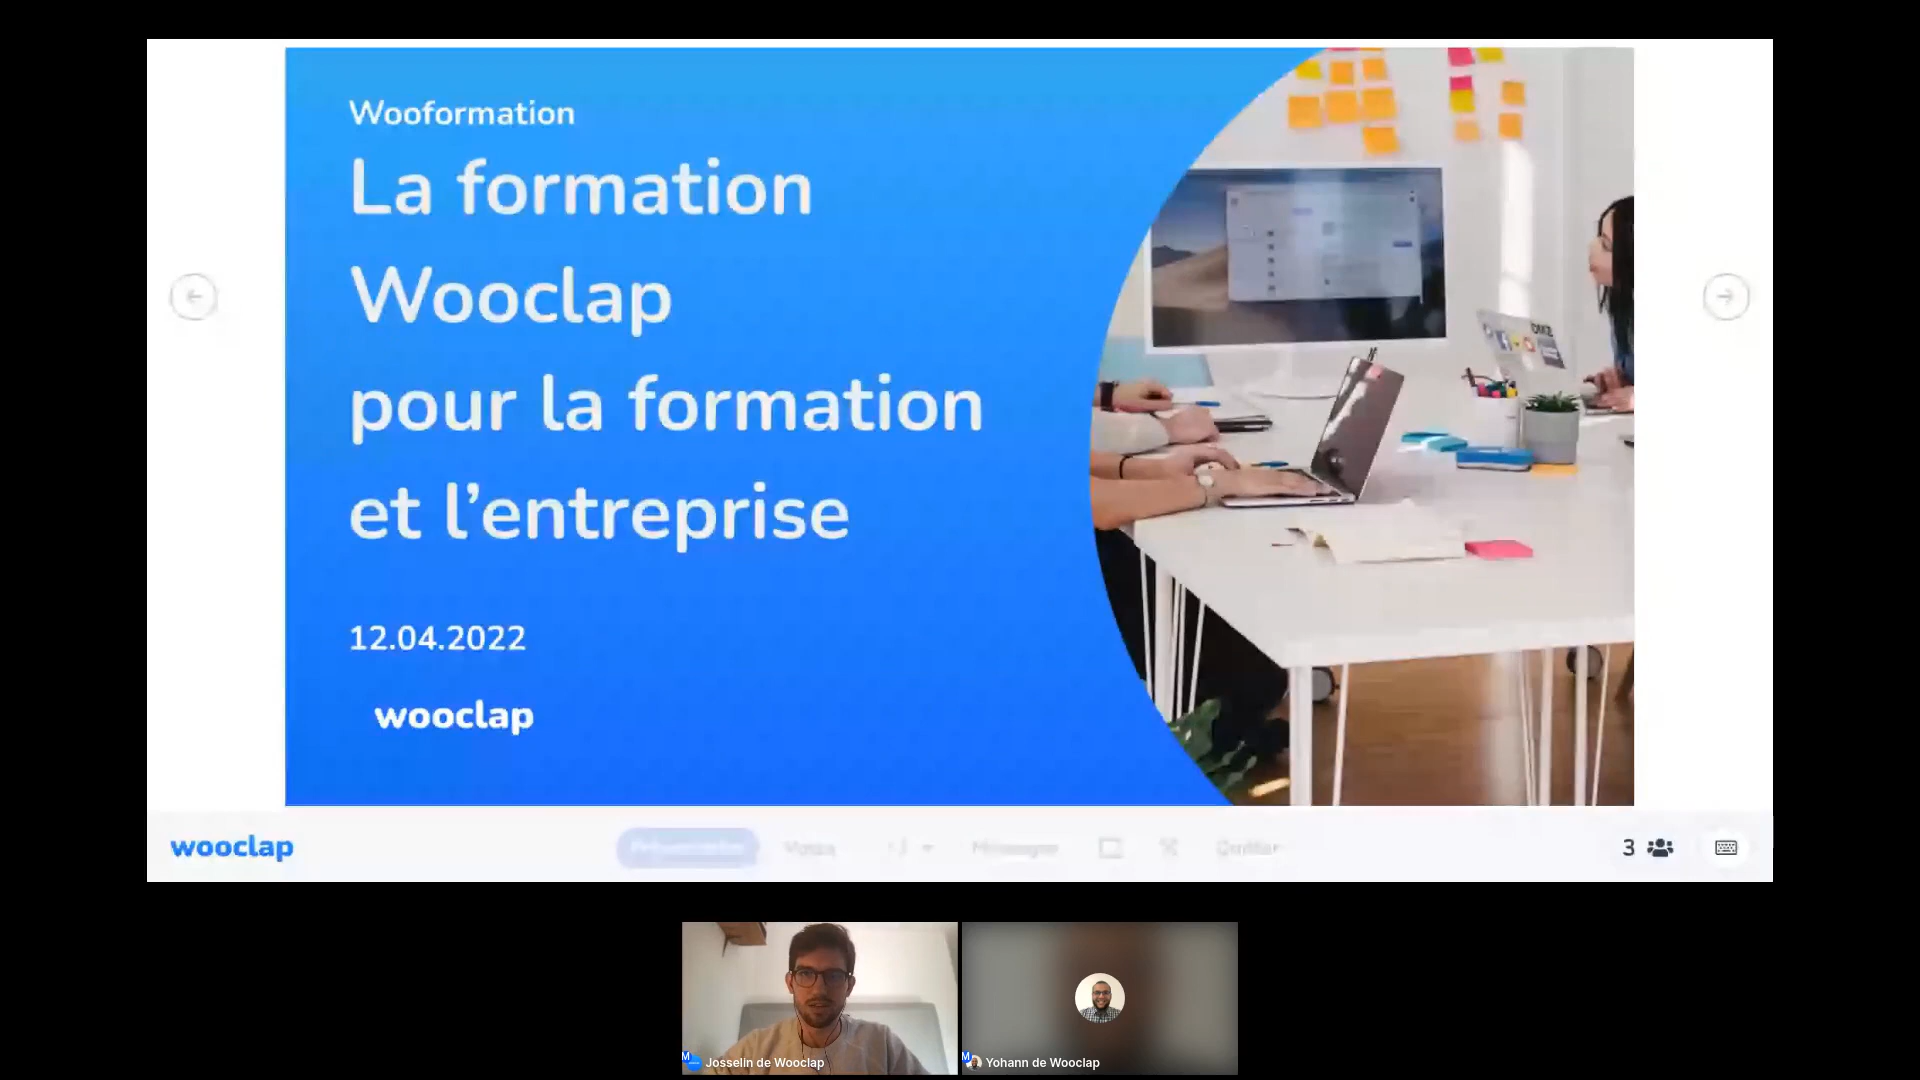 Wooformation
La formation
Wooclap
pour la formation
et l’entreprise
12.04.2022
wooclap
wooclap
3
Josselin de Wooclap
Yohann de Wooclap